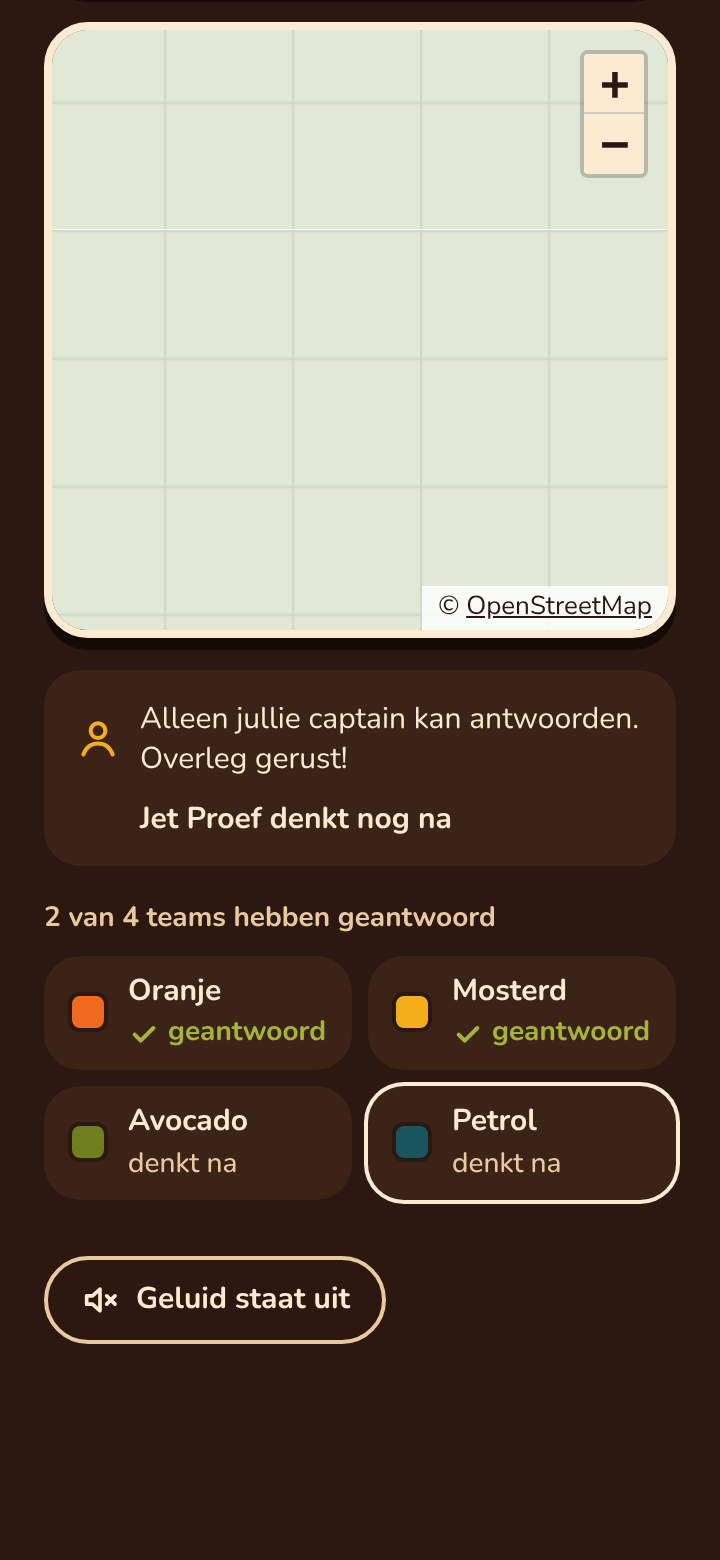 +
−
© OpenStreetMap
Alleen jullie captain kan antwoorden.
Overleg gerust!
Jet Proef denkt nog na
2 van 4 teams hebben geantwoord
Oranje
geantwoord
Mosterd
geantwoord
Avocado
denkt na
Petrol
denkt na
Geluid staat uit